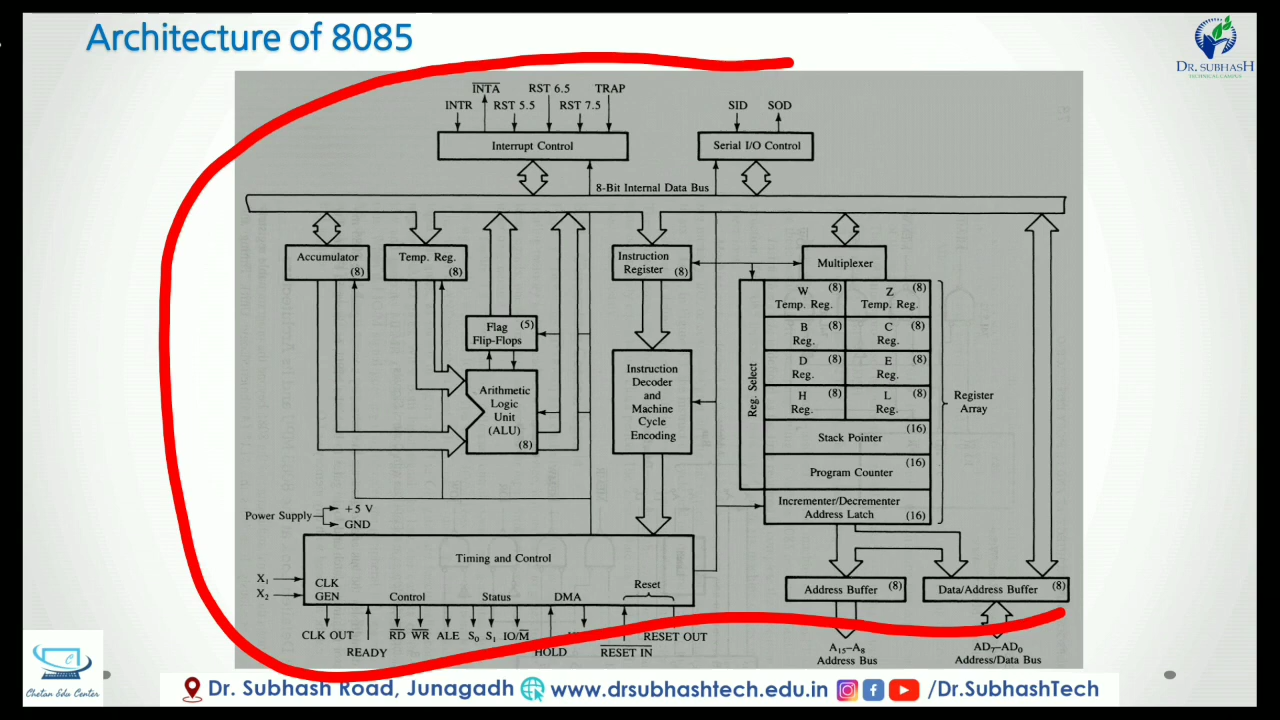 Architecture of 8085
DR. SUBHASH
TECHNICAL CAMPUS
INTA
RST 6.5
TRAP
INTR
RST 5.5
RST 7.5
SID
SOD
Interrupt Control
Serial I/O Control
8-Bit Internal Data Bus
Accumulator
(8)
Temp. Reg.
(8)
Instruction
Register
(8)
Multiplexer
Flag
(5)
Flip-Flops
Arithmetic
Logic
Unit
(ALU)
(8)
Instruction
Decoder
and
Machine
Cycle
Encoding
Reg. Select
W
(8)
Temp. Reg.
Z
(8)
Temp. Reg.
B
(8)
Reg.
C
(8)
Reg.
D
(8)
Reg.
E
(8)
Reg.
H
(8)
Reg.
L
(8)
Reg.
Stack Pointer
(16)
Program Counter
(16)
Incrementer/Decrementer
Address Latch
(16)
Register
Array
Power Supply
+5 V
GND
Timing and Control
X₁
X₂
CLK
GEN
Control
Status
DMA
Reset
CLK OUT
READY
RD
WR
ALE
S₀
S₁
IO/M
HOLD
RESET IN
RESET OUT
Address Buffer
(8)
Data/Address Buffer
(8)
A₁₅–A₈
Address Bus
AD₇–AD₀
Address/Data Bus
Chetan Edu Center
Dr. Subhash Road, Junagadh
www.drsubhashtech.edu.in
/Dr.SubhashTech